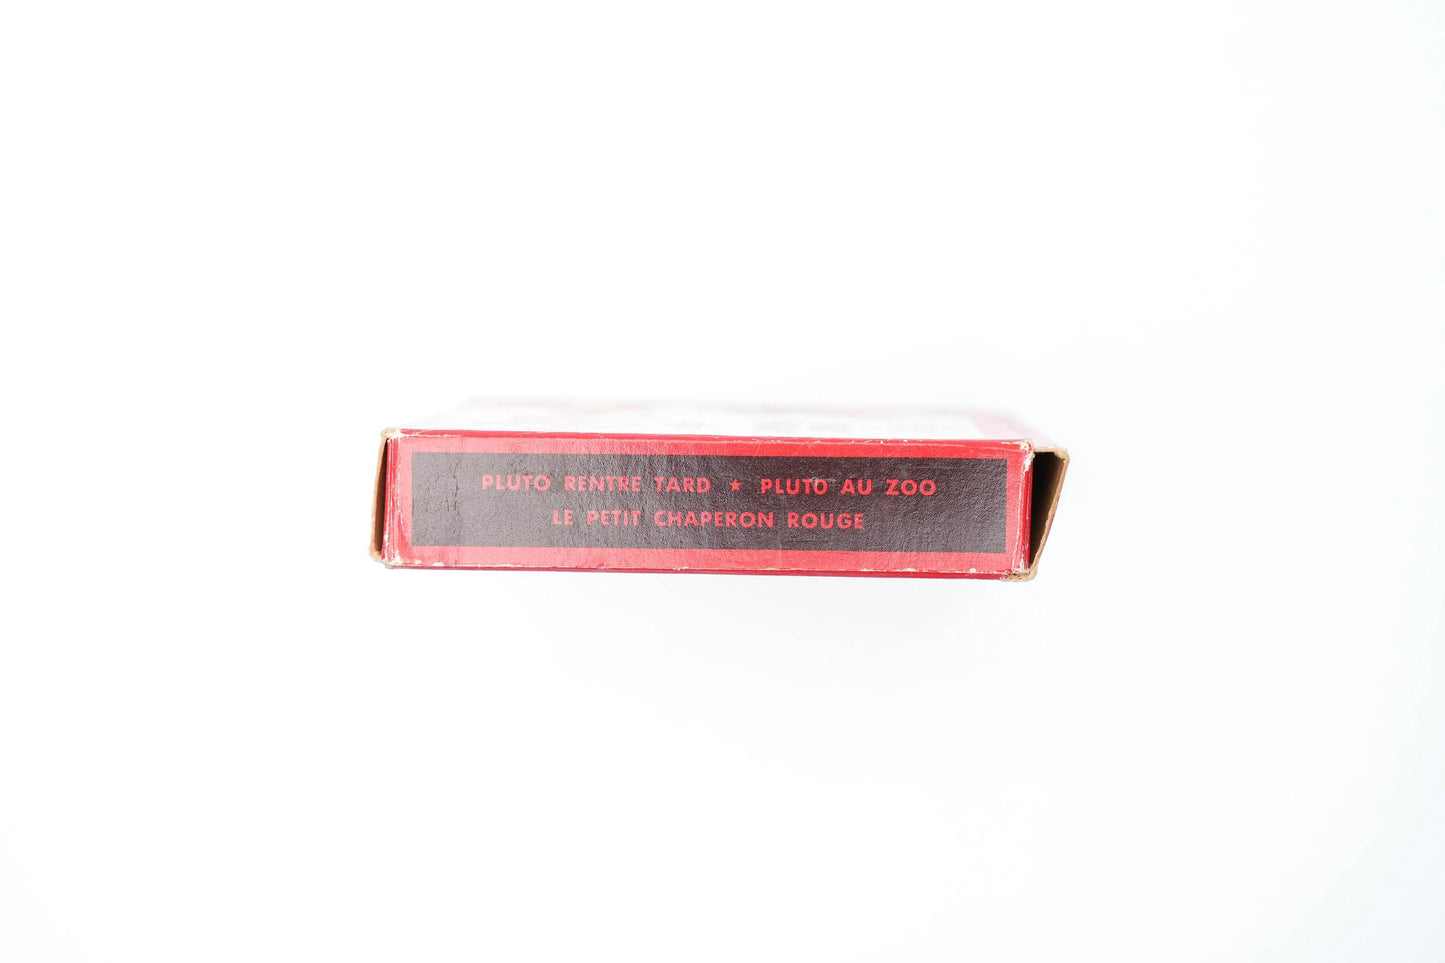 PLUTO RENTRE TARD ★ PLUTO AU ZOO
LE PETIT CHAPERON ROUGE